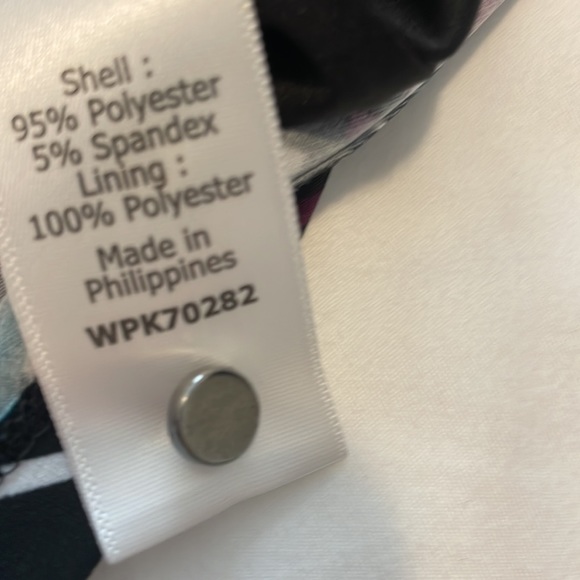 Shell :
95% Polyester
5% Spandex
Lining :
100% Polyester
Made in
Philippines
WPK70282